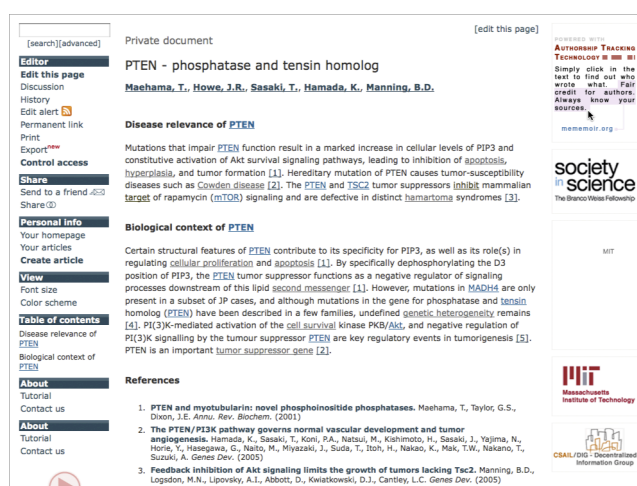 [edit this page]
[search][advanced]
Private document
Editor
Edit this page
Discussion
History
Edit alert
Permanent link
Print
Export new
Control access
Share
Send to a friend
Share
Personal info
Your homepage
Your articles
Create article
View
Font size
Color scheme
Table of contents
Disease relevance of
PTEN
Biological context of
PTEN
About
Tutorial
Contact us
About
Tutorial
Contact us
PTEN - phosphatase and tensin homolog
Maehama, T., Howe, J.R., Sasaki, T., Hamada, K., Manning, B.D.
Disease relevance of PTEN
Mutations that impair PTEN function result in a marked increase in cellular levels of PIP3 and
constitutive activation of Akt survival signaling pathways, leading to inhibition of apoptosis,
hyperplasia, and tumor formation [1]. Hereditary mutation of PTEN causes tumor-susceptibility
diseases such as Cowden disease [2]. The PTEN and TSC2 tumor suppressors inhibit mammalian
target of rapamycin (mTOR) signaling and are defective in distinct hamartoma syndromes [3].
Biological context of PTEN
Certain structural features of PTEN contribute to its specificity for PIP3, as well as its role(s) in
regulating cellular proliferation and apoptosis [1]. By specifically dephosphorylating the D3
position of PIP3, the PTEN tumor suppressor functions as a negative regulator of signaling
processes downstream of this lipid second messenger [1]. However, mutations in MADH4 are only
present in a subset of JP cases, and although mutations in the gene for phosphatase and tensin
homolog (PTEN) have been described in a few families, undefined genetic heterogeneity remains
[4]. PI(3)K-mediated activation of the cell survival kinase PKB/Akt, and negative regulation of
PI(3)K signalling by the tumour suppressor PTEN are key regulatory events in tumorigenesis [5].
PTEN is an important tumor suppressor gene [2].
References
1. PTEN and myotubularin: novel phosphoinositide phosphatases. Maehama, T., Taylor, G.S.,
Dixon, J.E. Annu. Rev. Biochem. (2001)
2. The PTEN/PI3K pathway governs normal vascular development and tumor
angiogenesis. Hamada, K., Sasaki, T., Koni, P.A., Natsui, M., Kishimoto, H., Sasaki, J., Yajima, N.,
Horie, Y., Hasegawa, G., Naito, M., Miyazaki, J., Suda, T., Itoh, H., Nakao, K., Mak, T.W., Nakano, T.,
Suzuki, A. Genes Dev. (2005)
3. Feedback inhibition of Akt signaling limits the growth of tumors lacking Tsc2. Manning, B.D.,
Logsdon, M.N., Lipovsky, A.I., Abbott, D., Kwiatkowski, D.J., Cantley, L.C. Genes Dev. (2005)
POWERED WITH
AUTHORSHIP TRACKING
TECHNOLOGY
Simply click in the
text to find out who
wrote what. Fair
credit for authors.
Always know your
sources.
mememoir.org
society
in science
The Branco Weiss Fellowship
MIT
MIT
Massachusetts
Institute of Technology
CSAIL/DIG - Decentralized
Information Group